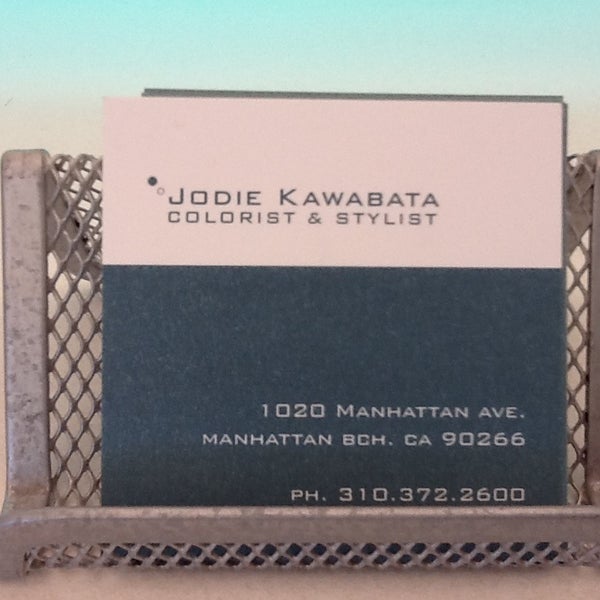 Jodie Kawabata
COLORIST & STYLIST
1020 Manhattan ave.
manhattan bch. ca 90266
ph. 310.372.2600